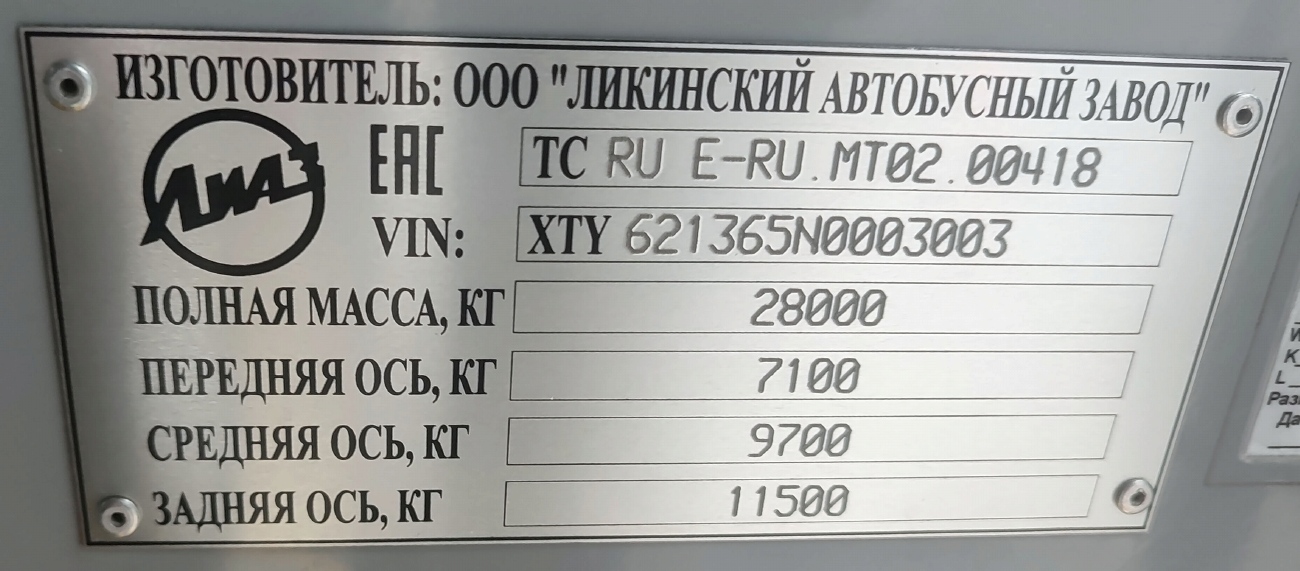 ИЗГОТОВИТЕЛЬ: ООО "ЛИКИНСКИЙ АВТОБУСНЫЙ ЗАВОД"
ЛиАЗ EAC ТС RU E-RU.MT02.00418
VIN: XTY 621365N0003003
ПОЛНАЯ МАССА, КГ 28000
ПЕРЕДНЯЯ ОСЬ, КГ 7100
СРЕДНЯЯ ОСЬ, КГ 9700
ЗАДНЯЯ ОСЬ, КГ 11500
K
L